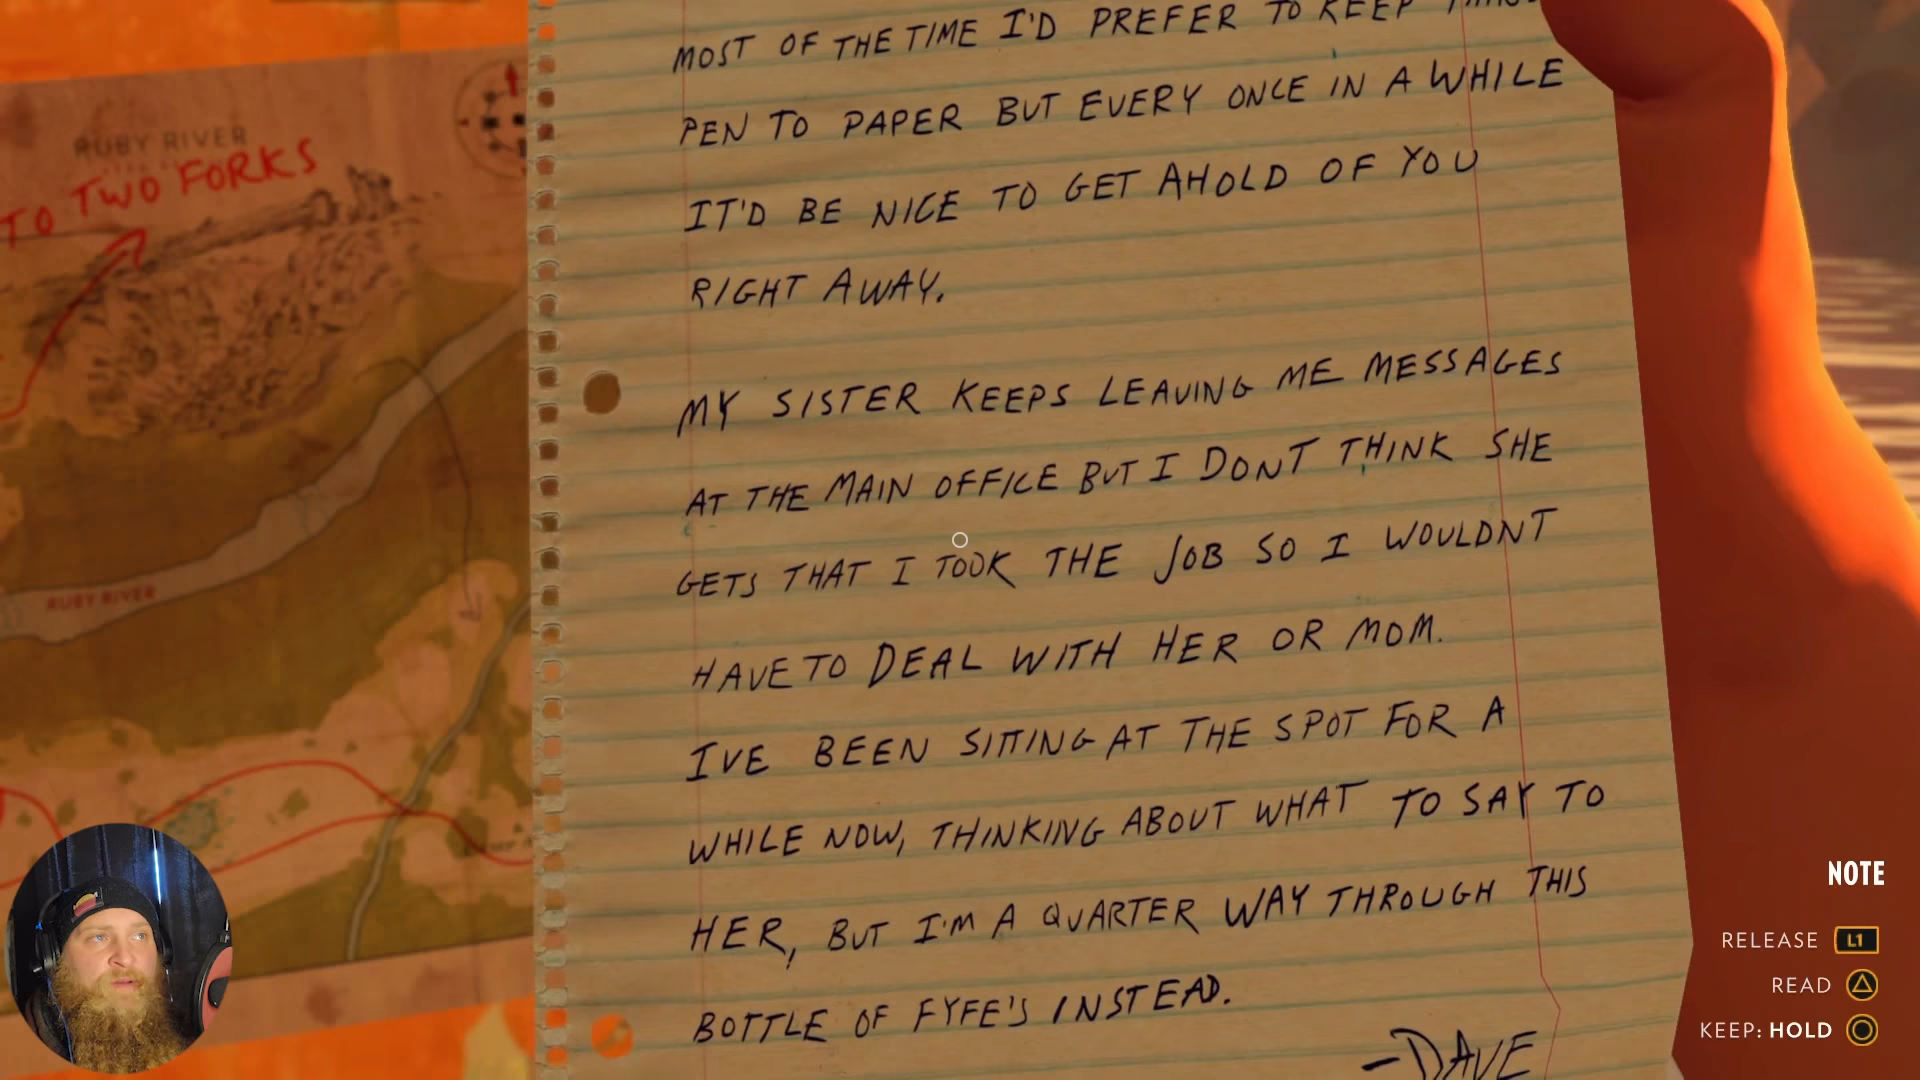 MOST OF THE TIME I'D PREFER TO KEEP
PEN TO PAPER BUT EVERY ONCE IN A WHILE
IT'D BE NICE TO GET AHOLD OF YOU
RIGHT AWAY.
MY SISTER KEEPS LEAVING ME MESSAGES
AT THE MAIN OFFICE BUT I DONT THINK SHE
GETS THAT I TOOK THE JOB SO I WOULDNT
HAVE TO DEAL WITH HER OR MOM.
I'VE BEEN SITTING AT THE SPOT FOR A
WHILE NOW, THINKING ABOUT WHAT TO SAY TO
HER, BUT I'M A QUARTER WAY THROUGH THIS
BOTTLE OF FYFE'S INSTEAD.
-DAVE
RUBY RIVER
TO TWO FORKS
RUBY RIVER
NOTE
RELEASE L1
READ
KEEP: HOLD